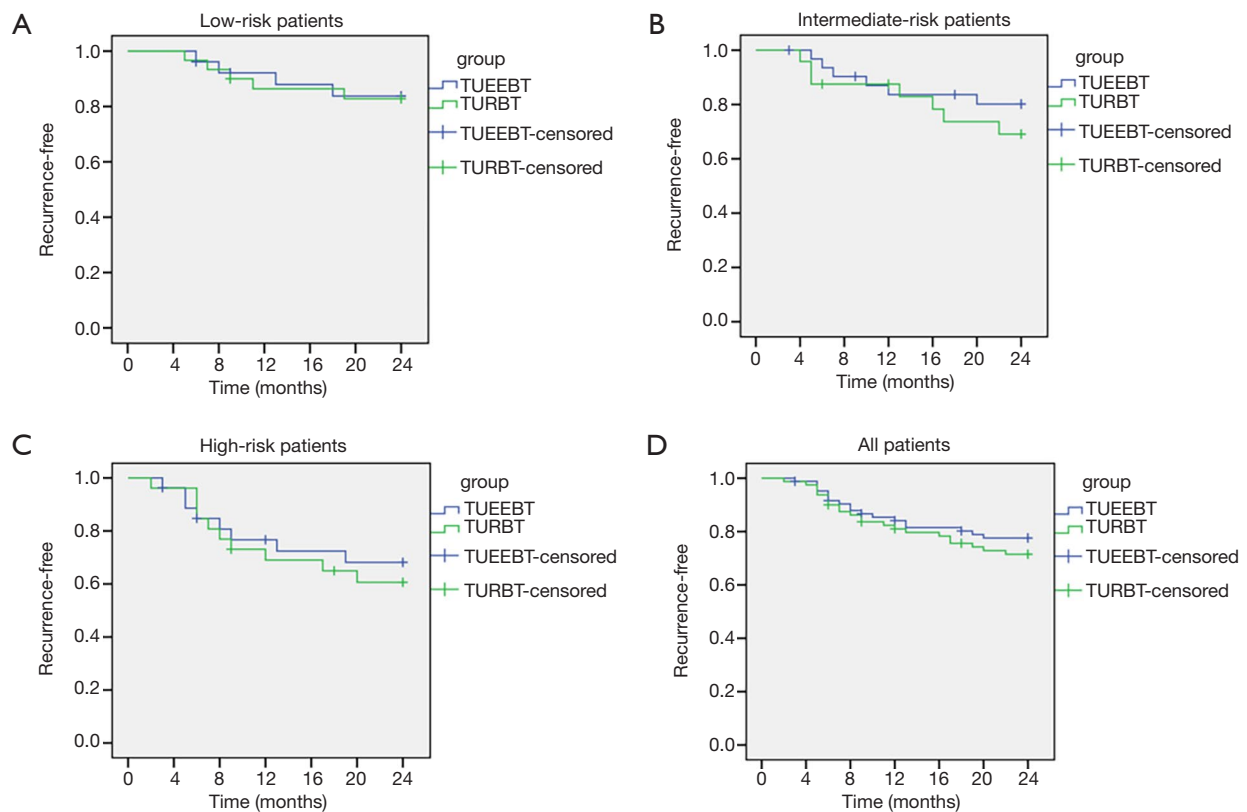 A
Low-risk patients
1.0
0.8
0.6
0.4
0.2
0.0
Recurrence-free
0 4 8 12 16 20 24
Time (months)
group
TUEEBT
TURBT
TUEEBT-censored
TURBT-censored
B
Intermediate-risk patients
1.0
0.8
0.6
0.4
0.2
0.0
Recurrence-free
0 4 8 12 16 20 24
Time (months)
group
TUEEBT
TURBT
TUEEBT-censored
TURBT-censored
C
High-risk patients
1.0
0.8
0.6
0.4
0.2
0.0
Recurrence-free
0 4 8 12 16 20 24
Time (months)
group
TUEEBT
TURBT
TUEEBT-censored
TURBT-censored
D
All patients
1.0
0.8
0.6
0.4
0.2
0.0
Recurrence-free
0 4 8 12 16 20 24
Time (months)
group
TUEEBT
TURBT
TUEEBT-censored
TURBT-censored